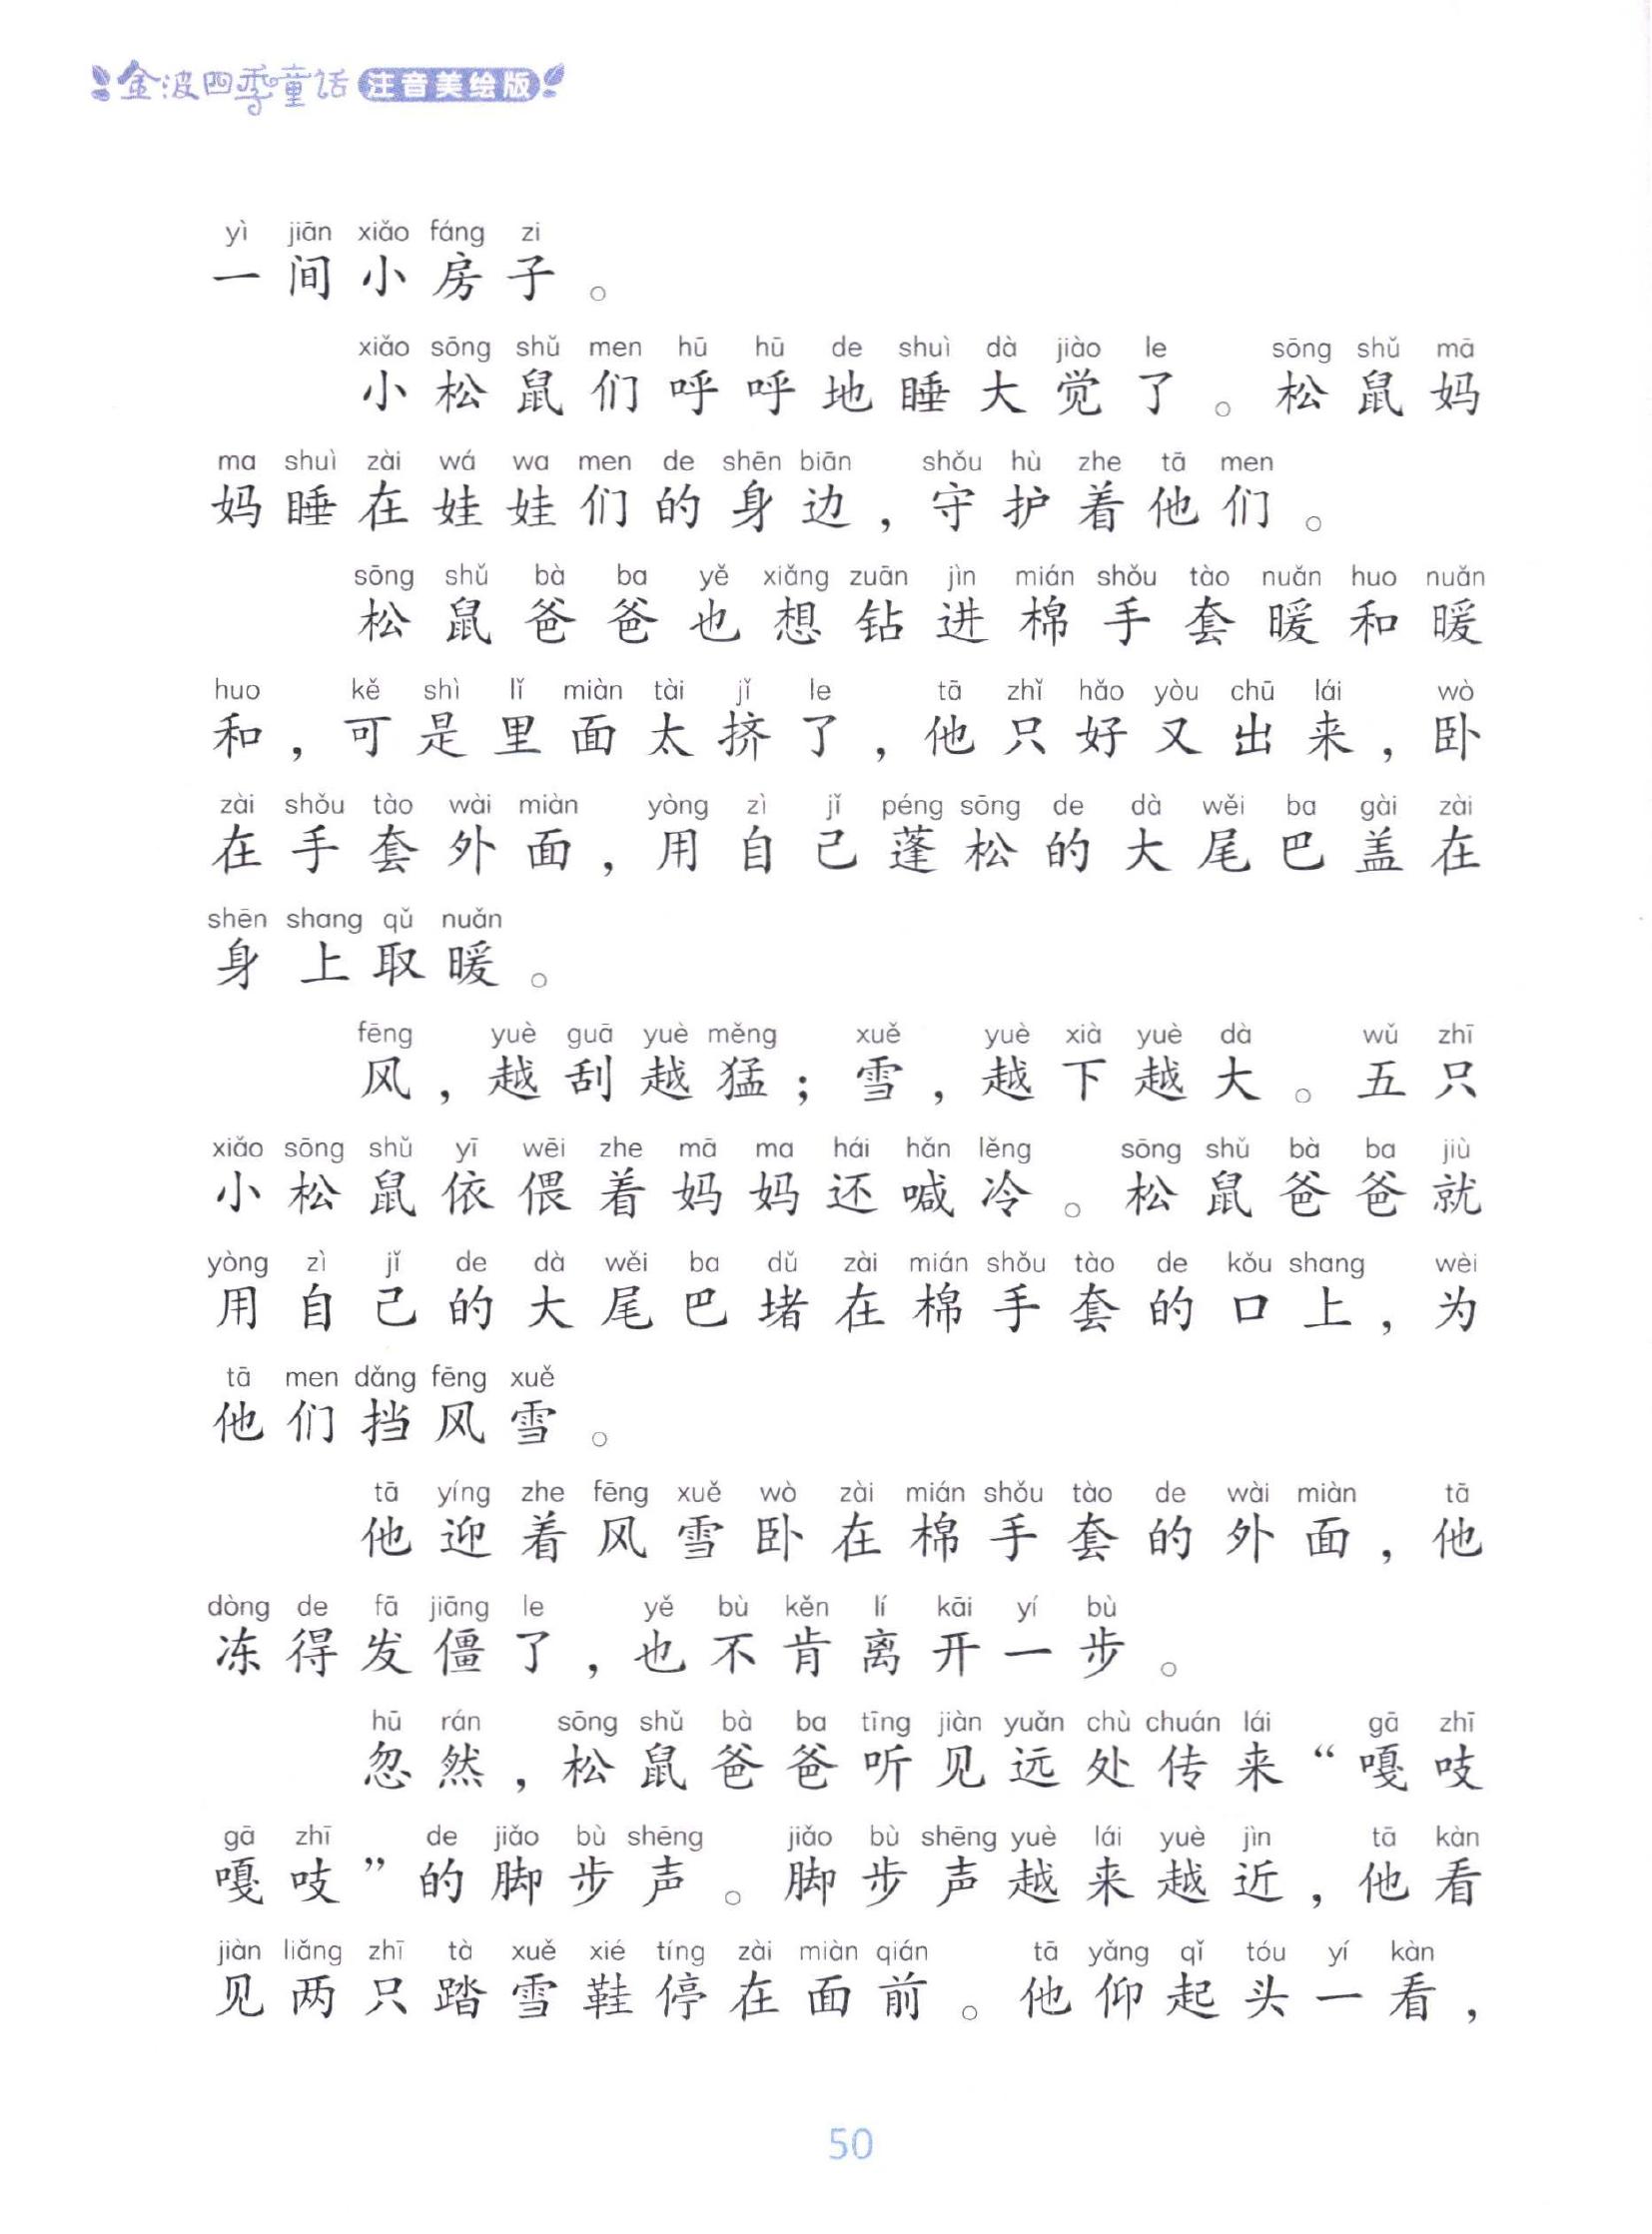 金波四季童话 注音美绘版
yì jiān xiǎo fáng zi
一间小房子。
xiǎo sōng shǔ men hū hū de shuì dà jiào le sōng shǔ mā
小松鼠们呼呼地睡大觉了。松鼠妈
ma shuì zài wá wa men de shēn biān shǒu hù zhe tā men
妈睡在娃娃们的身边，守护着他们。
sōng shǔ bà ba yě xiǎng zuān jìn mián shǒu tào nuǎn huo nuǎn
松鼠爸爸也想钻进棉手套暖和暖
huo kě shì lǐ miàn tài jǐ le tā zhǐ hǎo yòu chū lái wò
和，可是里面太挤了，他只好又出来，卧
zài shǒu tào wài miàn yòng zì jǐ péng sōng de dà wěi ba gài zài
在手套外面，用自己蓬松的大尾巴盖在
shēn shang qǔ nuǎn
身上取暖。
fēng yuè guā yuè měng xuě yuè xià yuè dà wǔ zhī
风，越刮越猛；雪，越下越大。五只
xiǎo sōng shǔ yī wēi zhe mā ma hái hǎn lěng sōng shǔ bà ba jiù
小松鼠依偎着妈妈还喊冷。松鼠爸爸就
yòng zì jǐ de dà wěi ba dǔ zài mián shǒu tào de kǒu shang wèi
用自己的大尾巴堵在棉手套的口上，为
tā men dǎng fēng xuě
他们挡风雪。
tā yíng zhe fēng xuě wò zài mián shǒu tào de wài miàn tā
他迎着风雪卧在棉手套的外面，他
dòng de fā jiāng le yě bù kěn lí kāi yí bù
冻得发僵了，也不肯离开一步。
hū rán sōng shǔ bà ba tīng jiàn yuǎn chù chuán lái gā zhī
忽然，松鼠爸爸听见远处传来“嘎吱
gā zhī de jiǎo bù shēng jiǎo bù shēng yuè lái yuè jìn tā kàn
嘎吱”的脚步声。脚步声越来越近，他看
jiàn liǎng zhī tà xuě xié tíng zài miàn qián tā yǎng qǐ tóu yí kàn
见两只踏雪鞋停在面前。他仰起头一看，
50